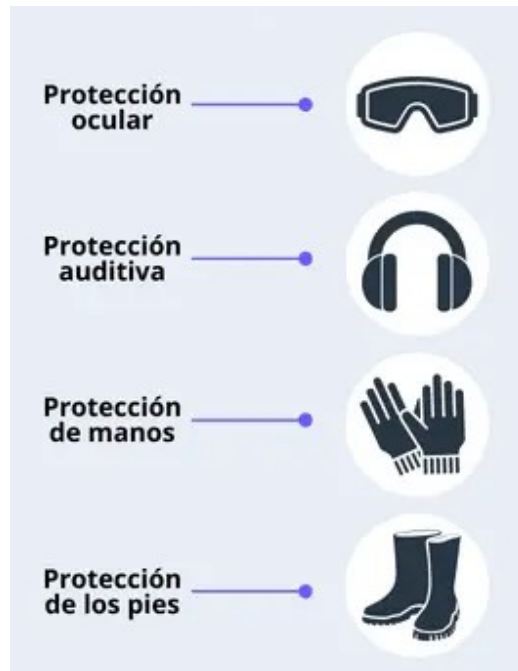 Protección
ocular
Protección
auditiva
Protección
de manos
Protección
de los pies